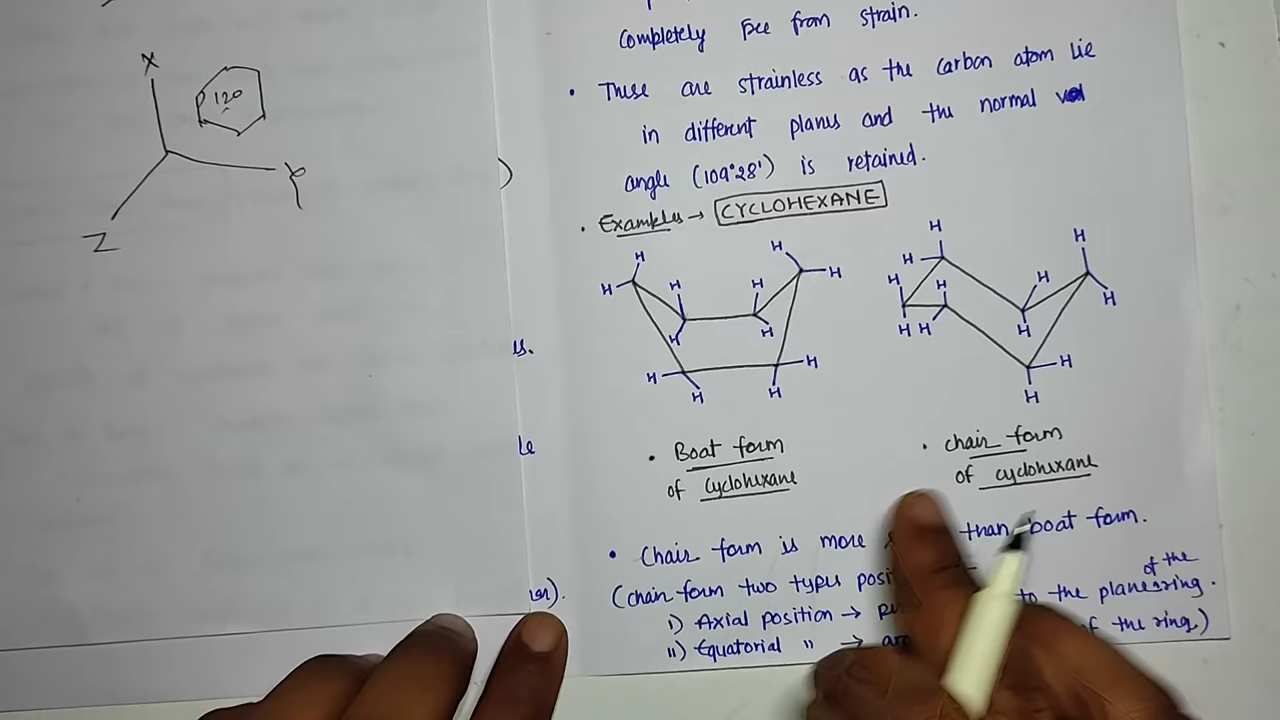 X
120
Y
Z
completely free from strain.
• These are strainless as the carbon atom lie
in different planes and the normal
angle (109°28') is retained.
• Examples → CYCLOHEXANE
H H H H H H H H H H H H
H H H H H H H H H H H H
• Boat form
of cyclohexane
• chair form
of cyclohexane
• Chair form is more than boat form.
(chair form two types
i) Axial position → to the planes of the ring.
ii) Equatorial " → of the ring)